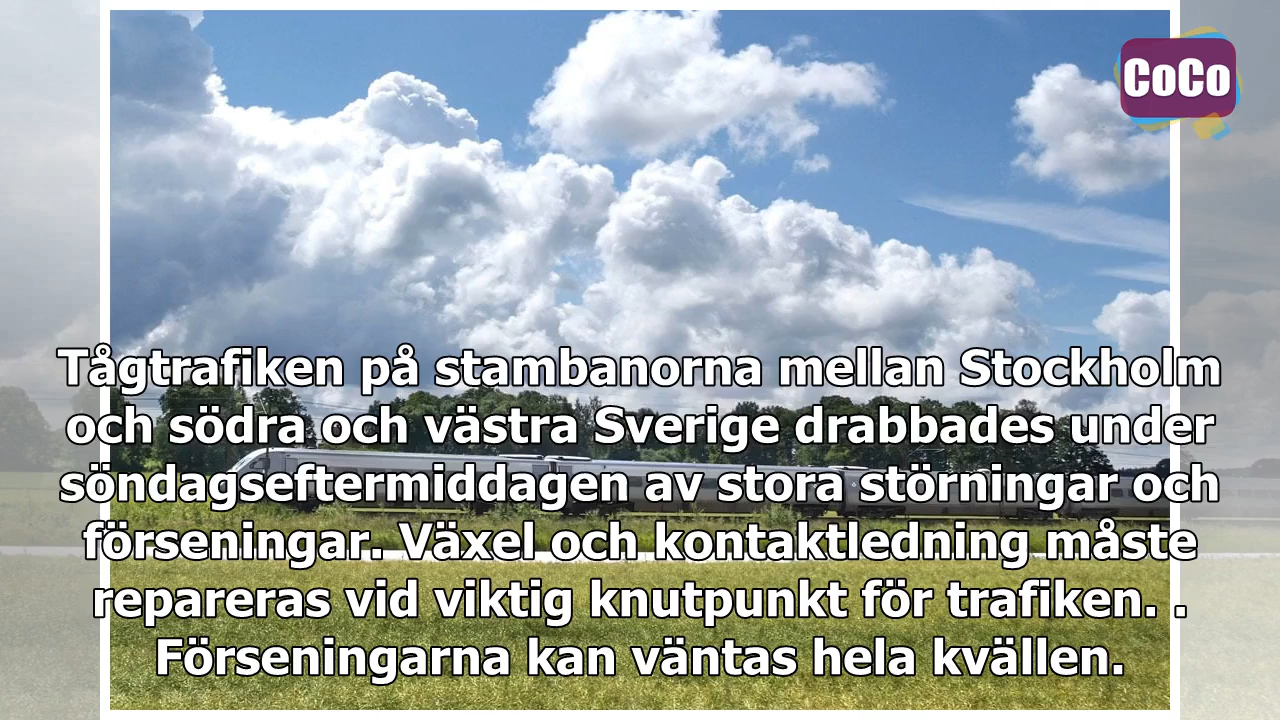 CoCo
Tågtrafiken på stambanorna mellan Stockholm
och södra och västra Sverige drabbades under
söndagseftermiddagen av stora störningar och
förseningar. Växel och kontaktledning måste
repareras vid viktig knutpunkt för trafiken. .
Förseningarna kan väntas hela kvällen.